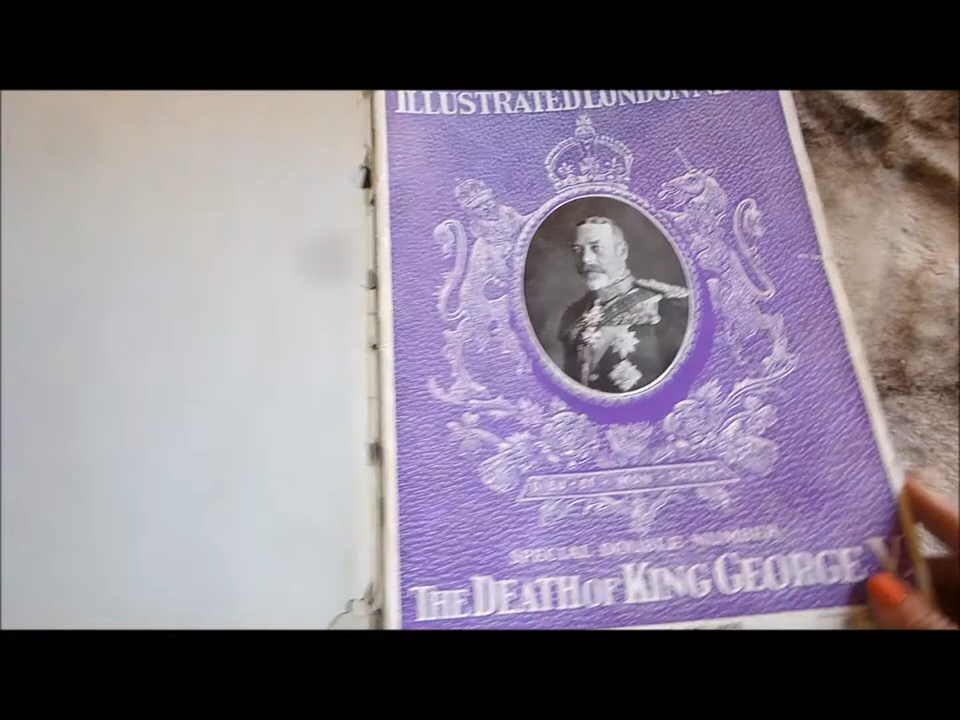 ILLUSTRATED LONDON
SPECIAL DOUBLE NUMBER
THE DEATH OF KING GEORGE V.